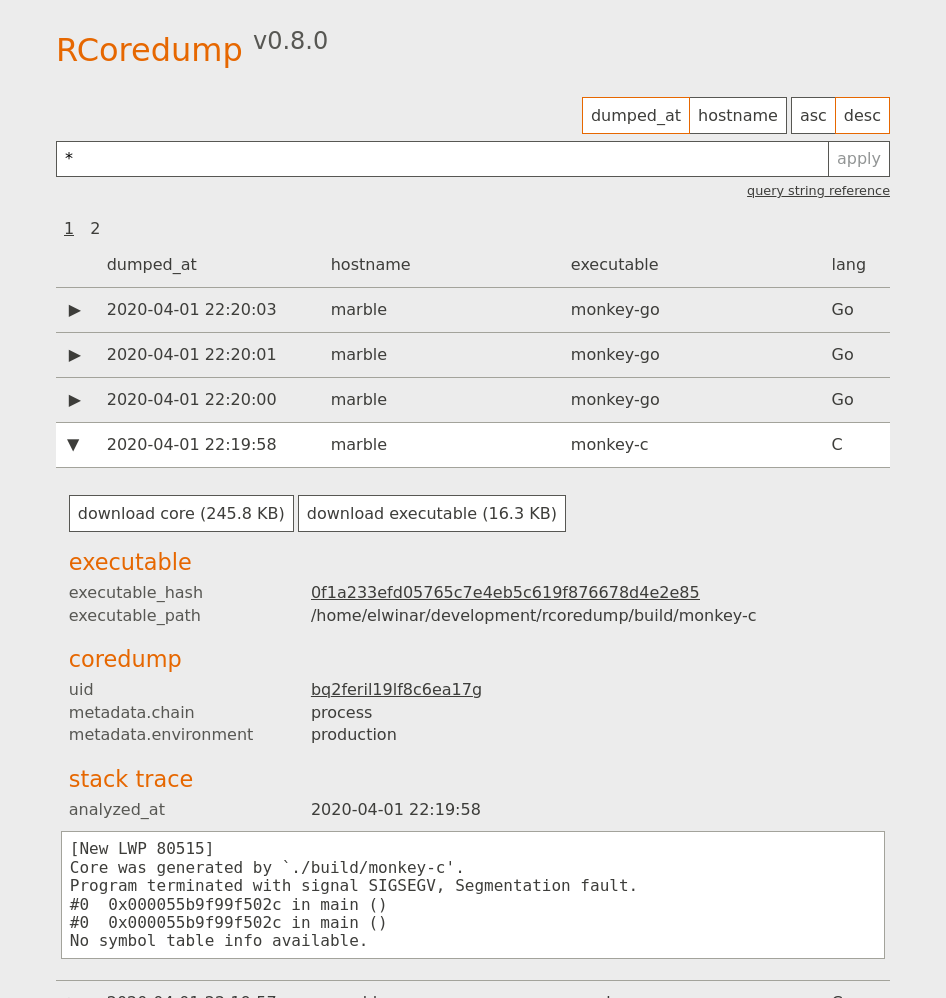 RCoredump v0.8.0
dumped_at hostname asc desc
* apply
query string reference
1 2
dumped_at hostname executable lang
▶ 2020-04-01 22:20:03 marble monkey-go Go
▶ 2020-04-01 22:20:01 marble monkey-go Go
▶ 2020-04-01 22:20:00 marble monkey-go Go
▼ 2020-04-01 22:19:58 marble monkey-c C
download core (245.8 KB) download executable (16.3 KB)
executable
executable_hash 0f1a233efd05765c7e4eb5c619f876678d4e2e85
executable_path /home/elwinar/development/rcoredump/build/monkey-c
coredump
uid bq2feril19lf8c6ea17g
metadata.chain process
metadata.environment production
stack trace
analyzed_at 2020-04-01 22:19:58
[New LWP 80515]
Core was generated by `./build/monkey-c'.
Program terminated with signal SIGSEGV, Segmentation fault.
#0  0x000055b9f99f502c in main ()
#0  0x000055b9f99f502c in main ()
No symbol table info available.
2020-04-01 22:19:57